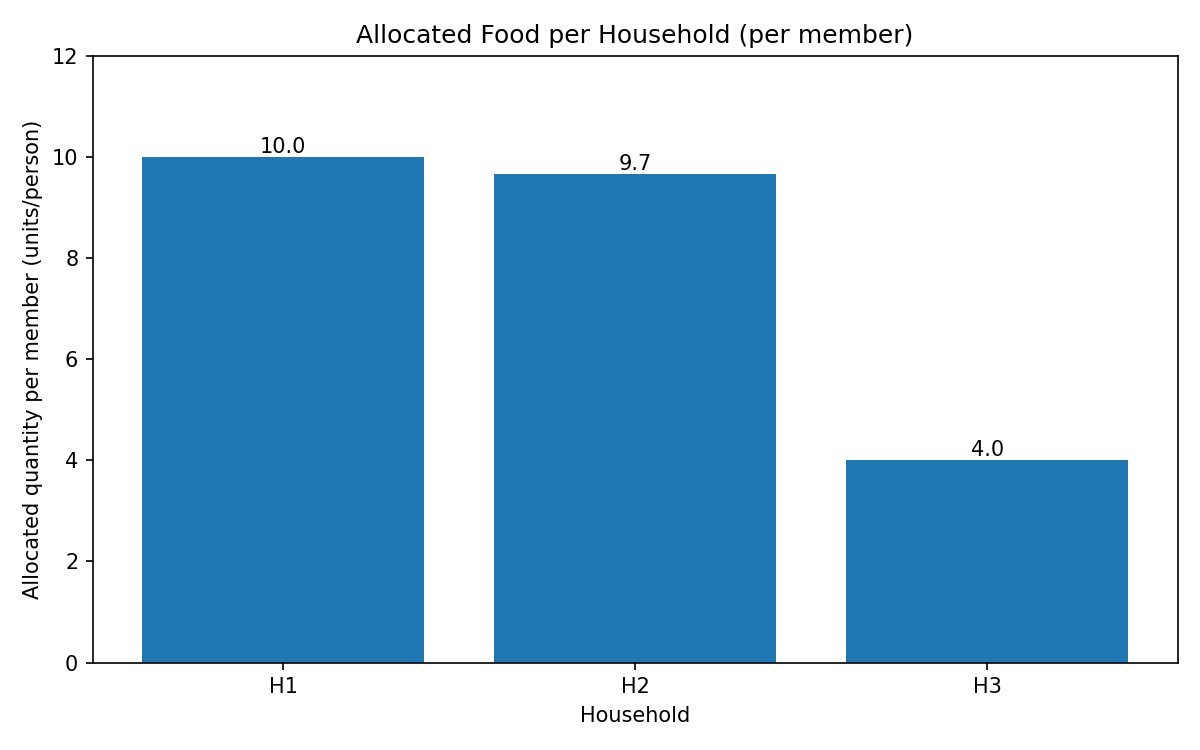 Allocated Food per Household (per member)
Allocated quantity per member (units/person)
12
10
8
6
4
2
0
10.0
9.7
4.0
H1
H2
H3
Household